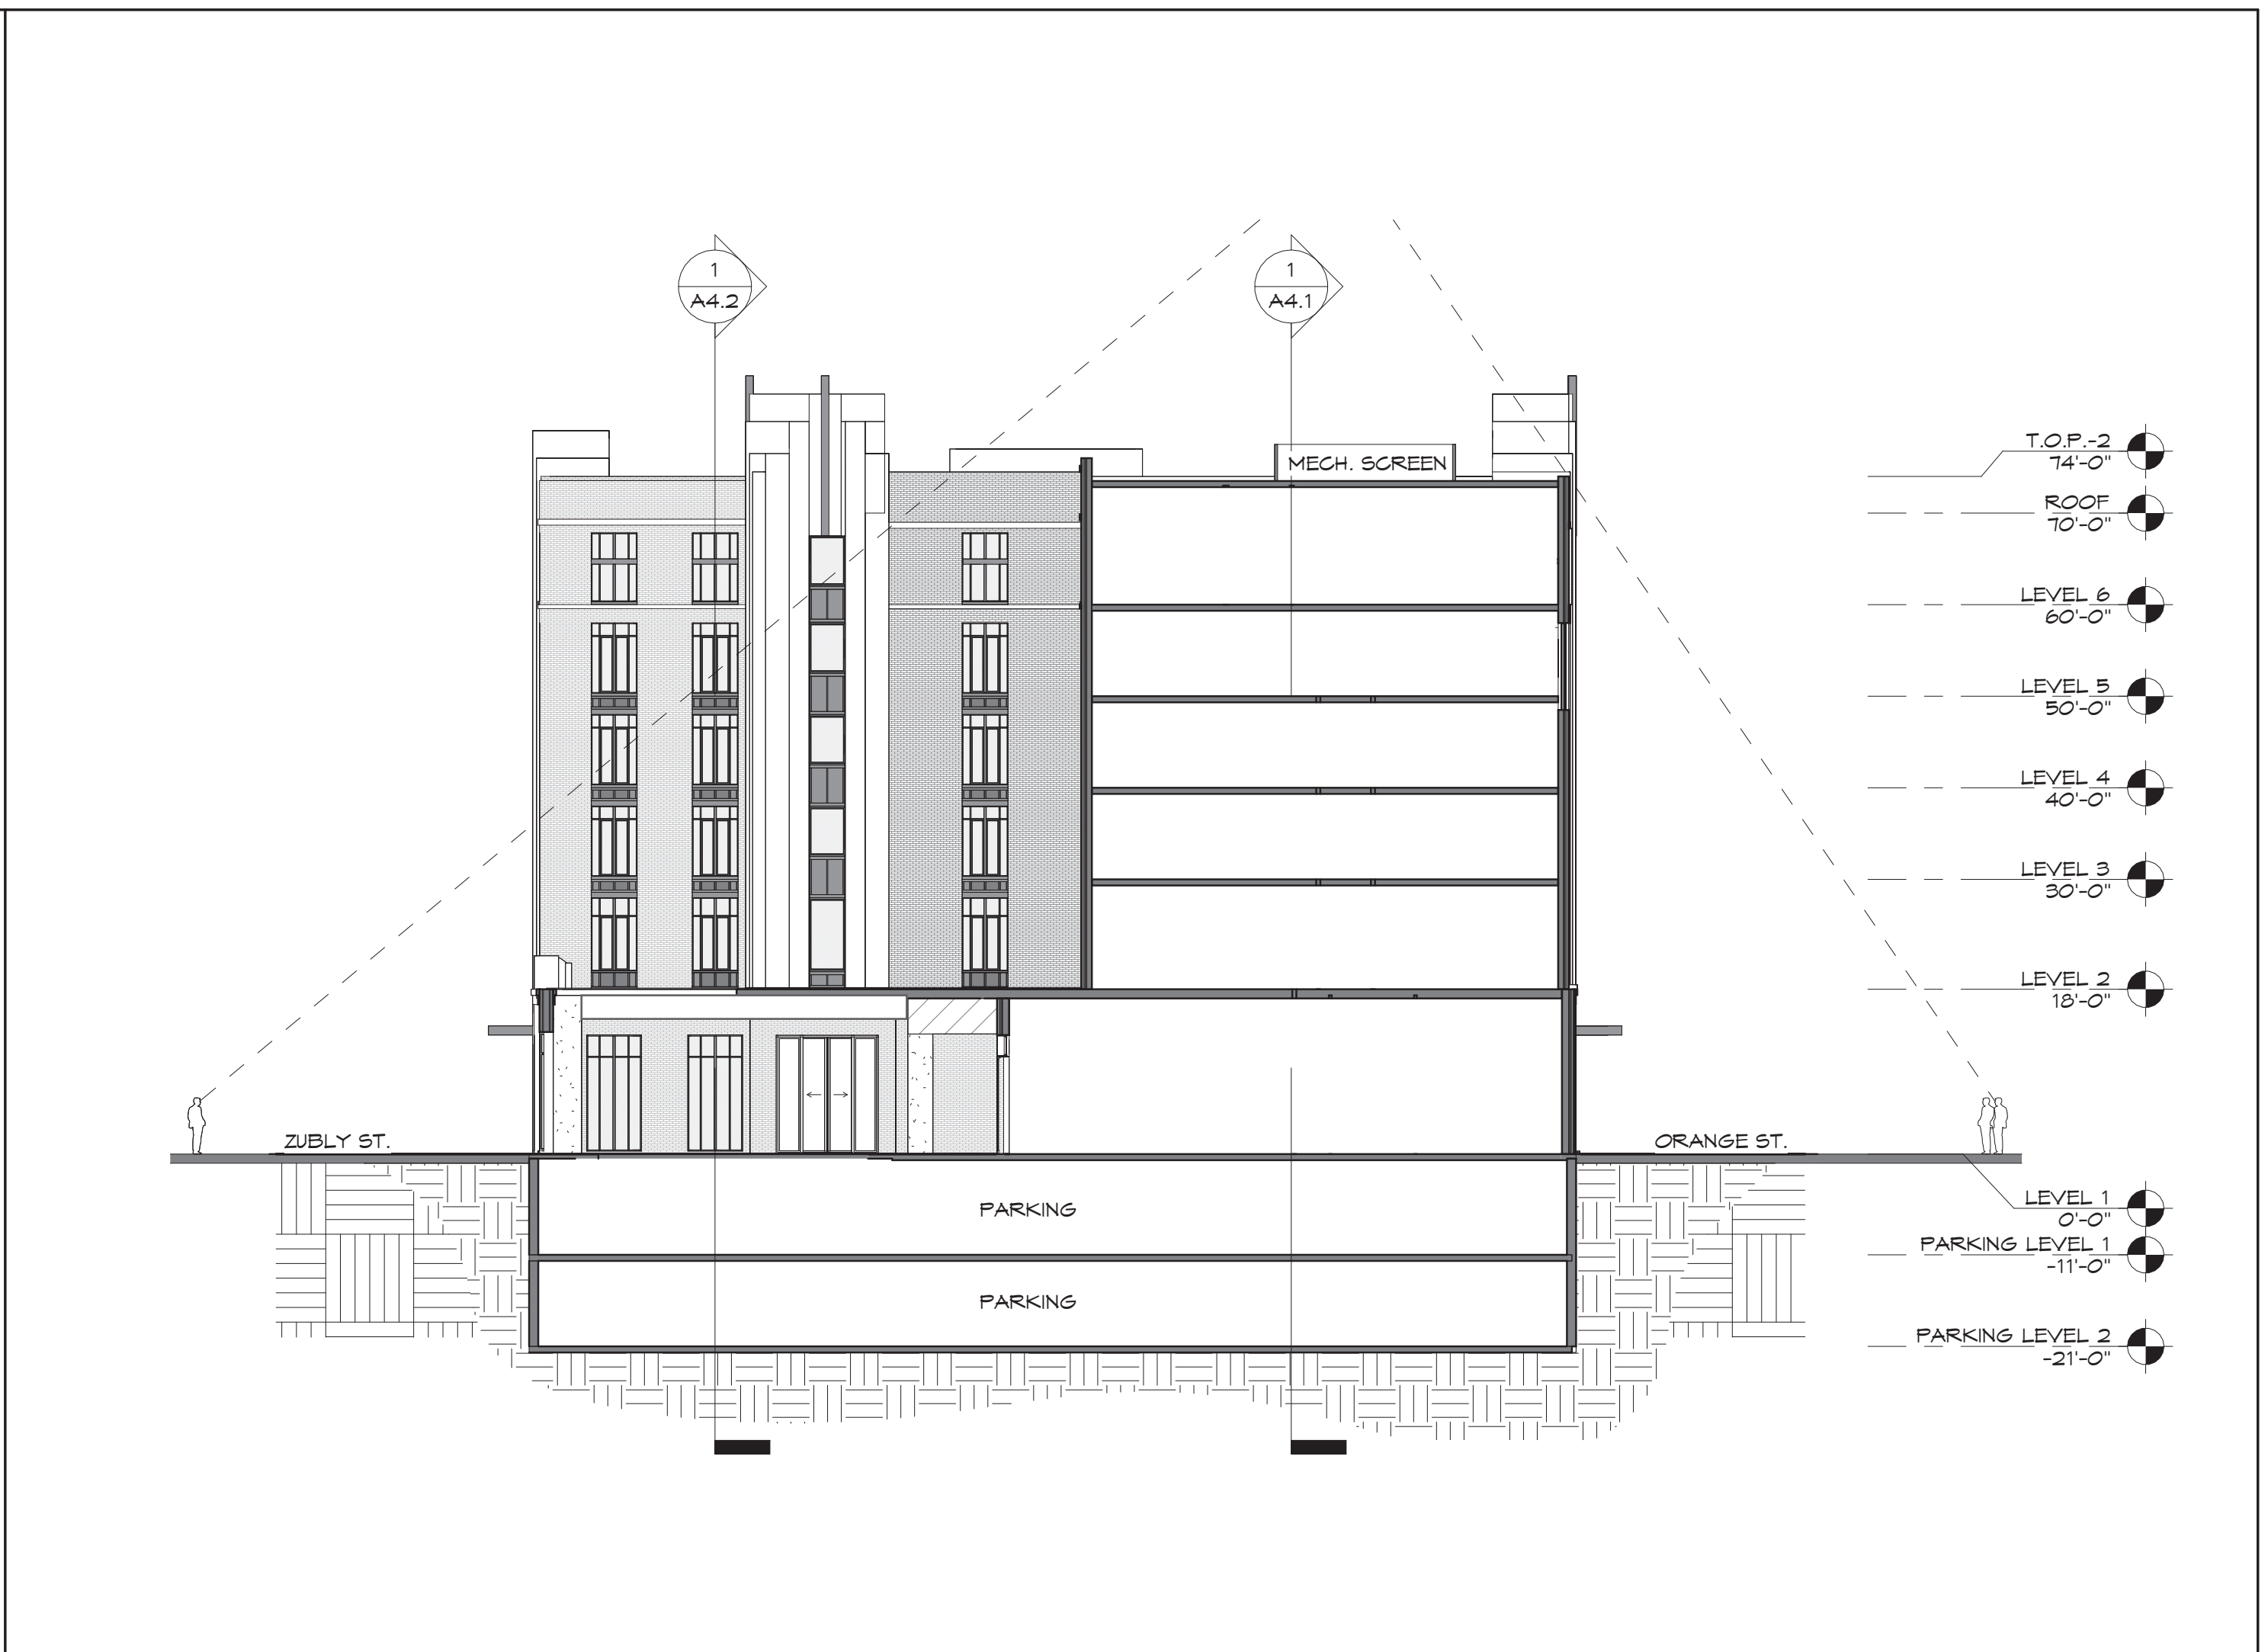 1
A4.2
1
A4.1
MECH. SCREEN
T.O.P.-2
74'-0"
ROOF
70'-0"
LEVEL 6
60'-0"
LEVEL 5
50'-0"
LEVEL 4
40'-0"
LEVEL 3
30'-0"
LEVEL 2
18'-0"
ZUBLY ST.
ORANGE ST.
LEVEL 1
0'-0"
PARKING
PARKING LEVEL 1
-11'-0"
PARKING
PARKING LEVEL 2
-21'-0"